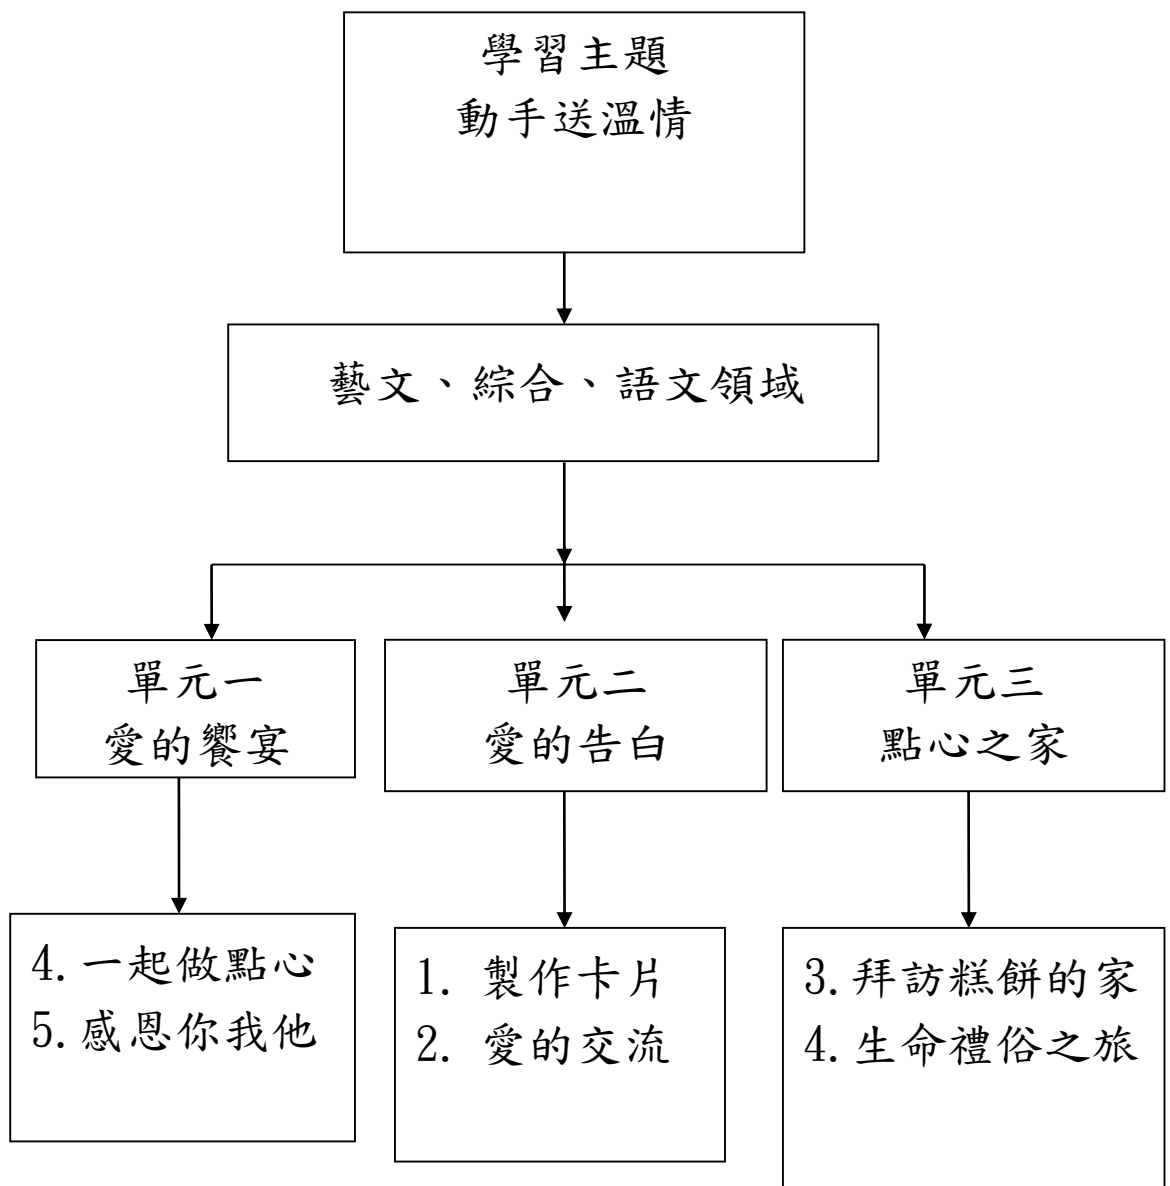 學習主題
動手送溫情
藝文、綜合、語文領域
單元一
愛的饗宴
單元二
愛的告白
單元三
點心之家
4.一起做點心
5.感恩你我他
1. 製作卡片
2. 愛的交流
3.拜訪糕餅的家
4.生命禮俗之旅